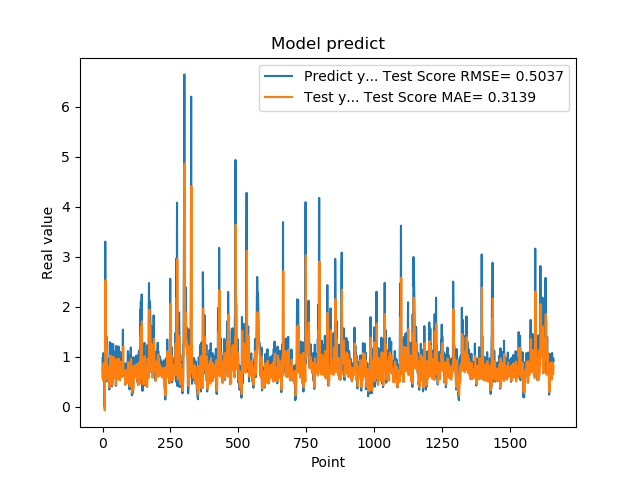 Model predict
Predict y... Test Score RMSE= 0.5037
Test y... Test Score MAE= 0.3139
Real value
6
5
4
3
2
1
0
0 250 500 750 1000 1250 1500
Point